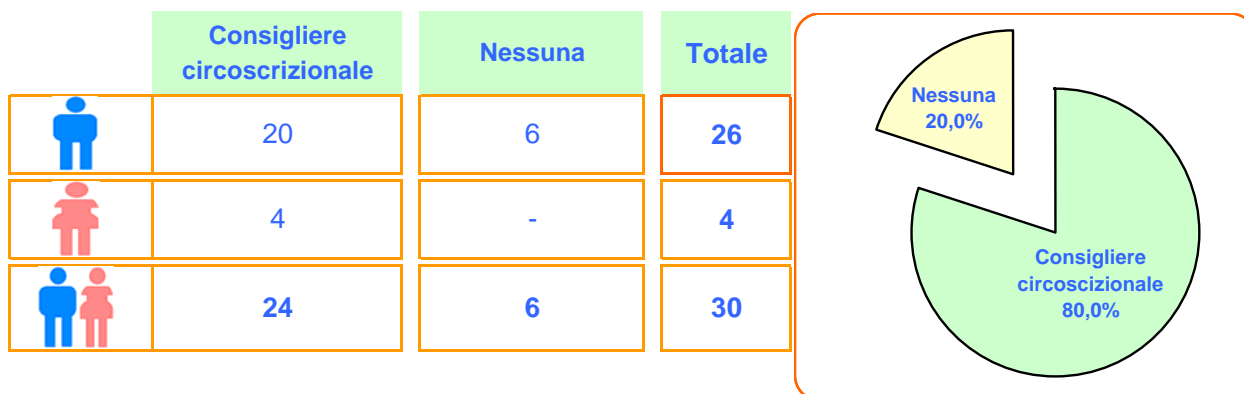 Consigliere
circoscrizionale
Nessuna
Totale
20
6
26
4
-
4
24
6
30
Nessuna
20,0%
Consigliere
circoscizionale
80,0%